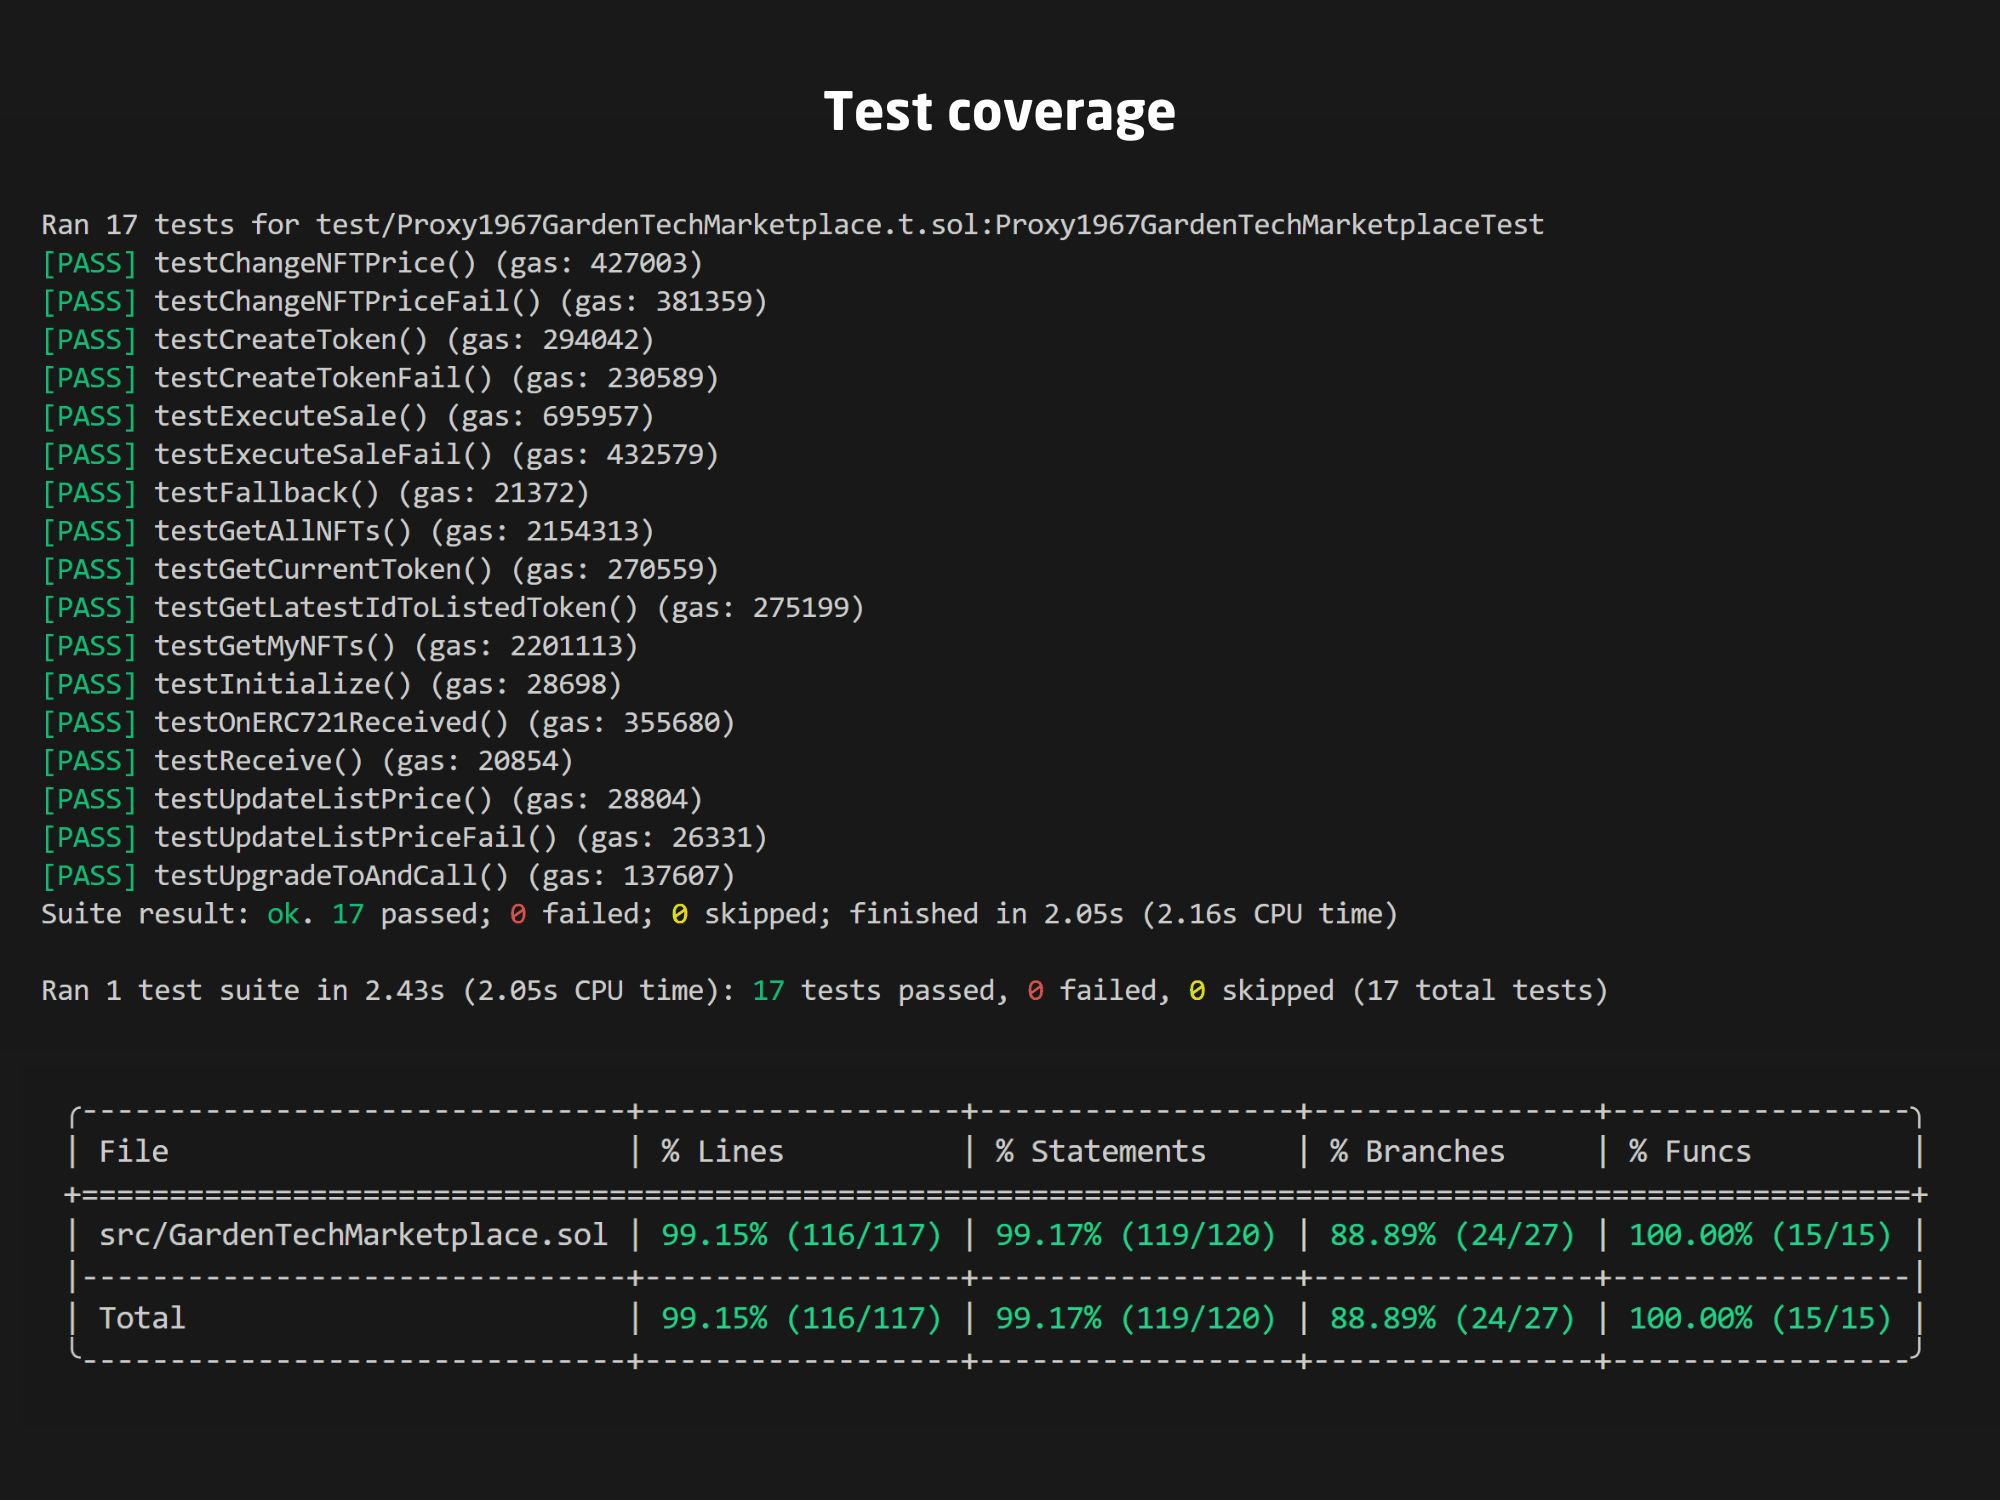 Test coverage
Ran 17 tests for test/Proxy1967GardenTechMarketplace.t.sol:Proxy1967GardenTechMarketplaceTest
[PASS] testChangeNFTPrice() (gas: 427003)
[PASS] testChangeNFTPriceFail() (gas: 381359)
[PASS] testCreateToken() (gas: 294042)
[PASS] testCreateTokenFail() (gas: 230589)
[PASS] testExecuteSale() (gas: 695957)
[PASS] testExecuteSaleFail() (gas: 432579)
[PASS] testFallback() (gas: 21372)
[PASS] testGetAllNFTs() (gas: 2154313)
[PASS] testGetCurrentToken() (gas: 270559)
[PASS] testGetLatestIdToListedToken() (gas: 275199)
[PASS] testGetMyNFTs() (gas: 2201113)
[PASS] testInitialize() (gas: 28698)
[PASS] testOnERC721Received() (gas: 355680)
[PASS] testReceive() (gas: 20854)
[PASS] testUpdateListPrice() (gas: 28804)
[PASS] testUpdateListPriceFail() (gas: 26331)
[PASS] testUpgradeToAndCall() (gas: 137607)
Suite result: ok. 17 passed; 0 failed; 0 skipped; finished in 2.05s (2.16s CPU time)
Ran 1 test suite in 2.43s (2.05s CPU time): 17 tests passed, 0 failed, 0 skipped (17 total tests)
| File | % Lines | % Statements | % Branches | % Funcs |
| src/GardenTechMarketplace.sol | 99.15% (116/117) | 99.17% (119/120) | 88.89% (24/27) | 100.00% (15/15) |
| Total | 99.15% (116/117) | 99.17% (119/120) | 88.89% (24/27) | 100.00% (15/15) |